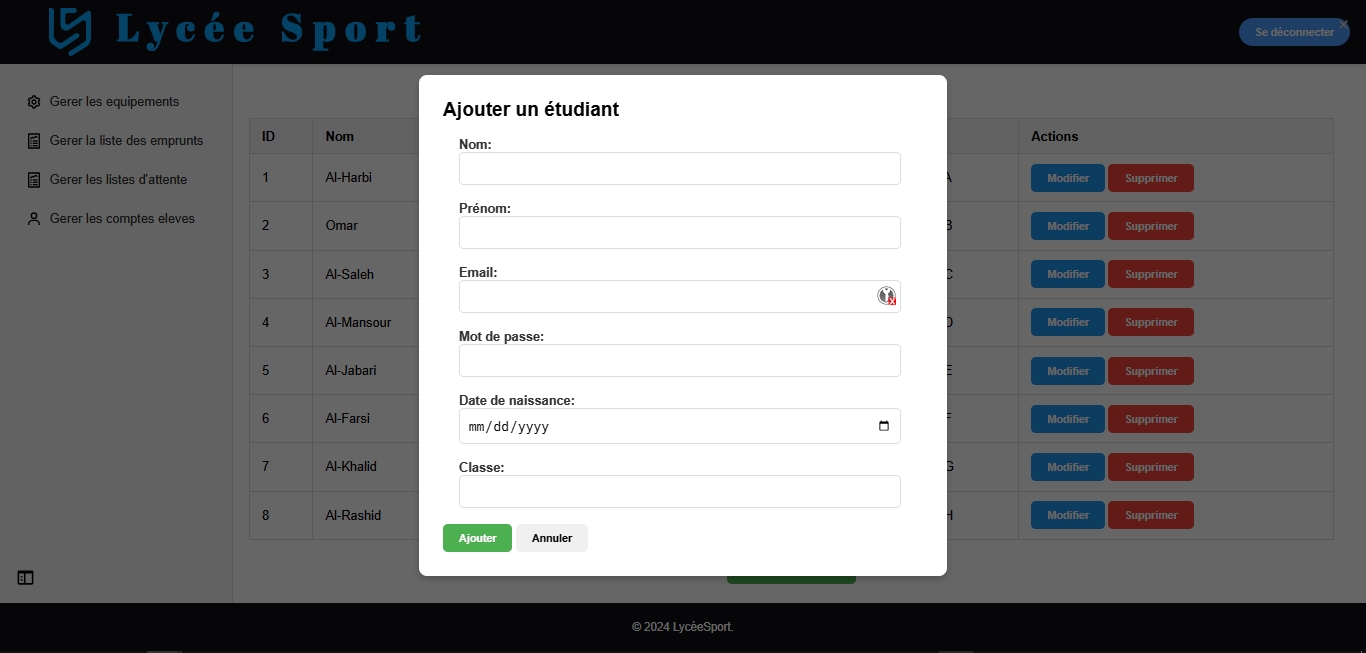 Lycée Sport
Se déconnecter
Gerer les equipements
Gerer la liste des emprunts
Gerer les listes d'attente
Gerer les comptes eleves
Ajouter un étudiant
Nom:
Prénom:
Email:
Mot de passe:
Date de naissance:
mm/dd/yyyy
Classe:
Ajouter Annuler
ID Nom Actions
1 Al-Harbi A Modifier Supprimer
2 Omar B Modifier Supprimer
3 Al-Saleh C Modifier Supprimer
4 Al-Mansour D Modifier Supprimer
5 Al-Jabari E Modifier Supprimer
6 Al-Farsi F Modifier Supprimer
7 Al-Khalid G Modifier Supprimer
8 Al-Rashid H Modifier Supprimer
© 2024 LycéeSport.